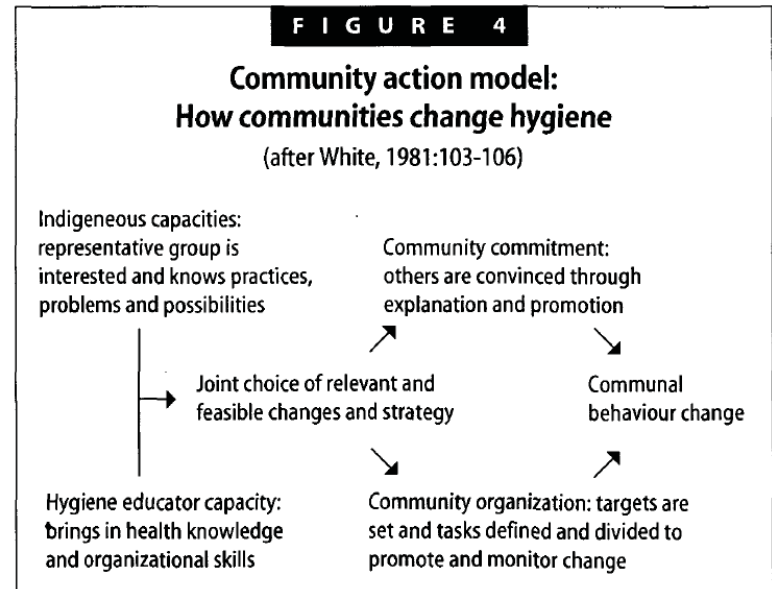 FIGURE 4
Community action model:
How communities change hygiene
(after White, 1981:103-106)
Indigeneous capacities:
representative group is
interested and knows practices,
problems and possibilities
Community commitment:
others are convinced through
explanation and promotion
Joint choice of relevant and
feasible changes and strategy
Communal
behaviour change
Hygiene educator capacity:
brings in health knowledge
and organizational skills
Community organization: targets are
set and tasks defined and divided to
promote and monitor change